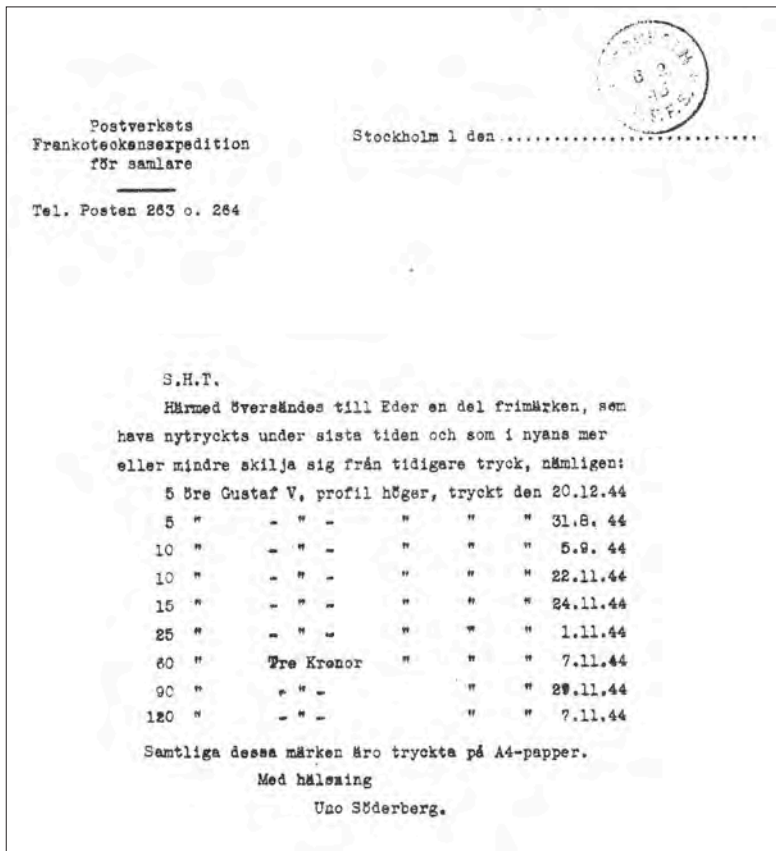 STOCKHOLM
F.F.S.
Postverkets
Frankoteckensexpedition
för samlare
Stockholm 1 den ..............................
Tel. Posten 263 o. 264
S.H.T.
Härmed översändes till Eder en del frimärken, som
hava nytryckts under sista tiden och som i nyans mer
eller mindre skilja sig från tidigare tryck, nämligen:
5 öre Gustaf V, profil höger, tryckt den 20.12.44
5 " - " - " " " 31.8. 44
10 " - " - " " " 5.9. 44
10 " - " - " " " 22.11.44
15 " - " - " " " 24.11.44
25 " - " - " " " 1.11.44
60 " Tre Kronor " " " 7.11.44
90 " - " - " "
120 " - " - " " 7.11.44
Samtliga dessa märken äro tryckta på A4-papper.
Med hälsning
Uno Söderberg.